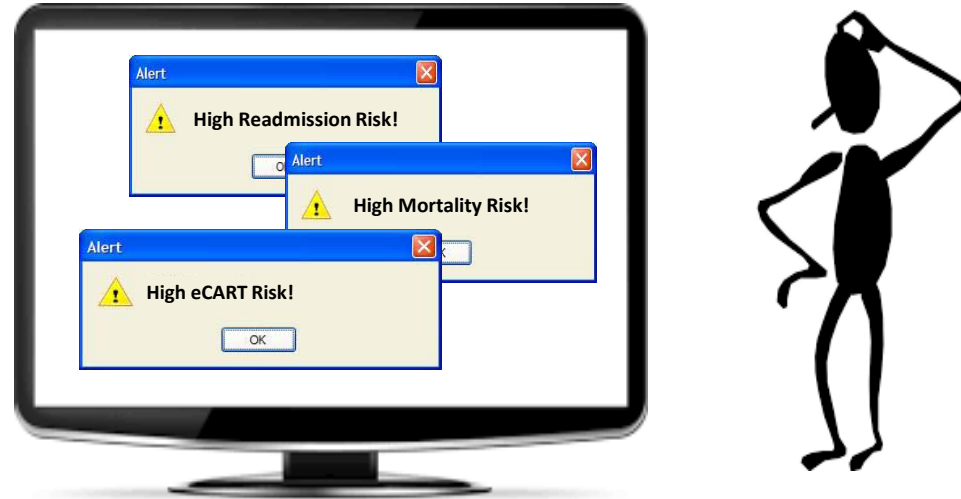 Alert
High Readmission Risk!
Alert
High Mortality Risk!
Alert
High eCART Risk!
OK